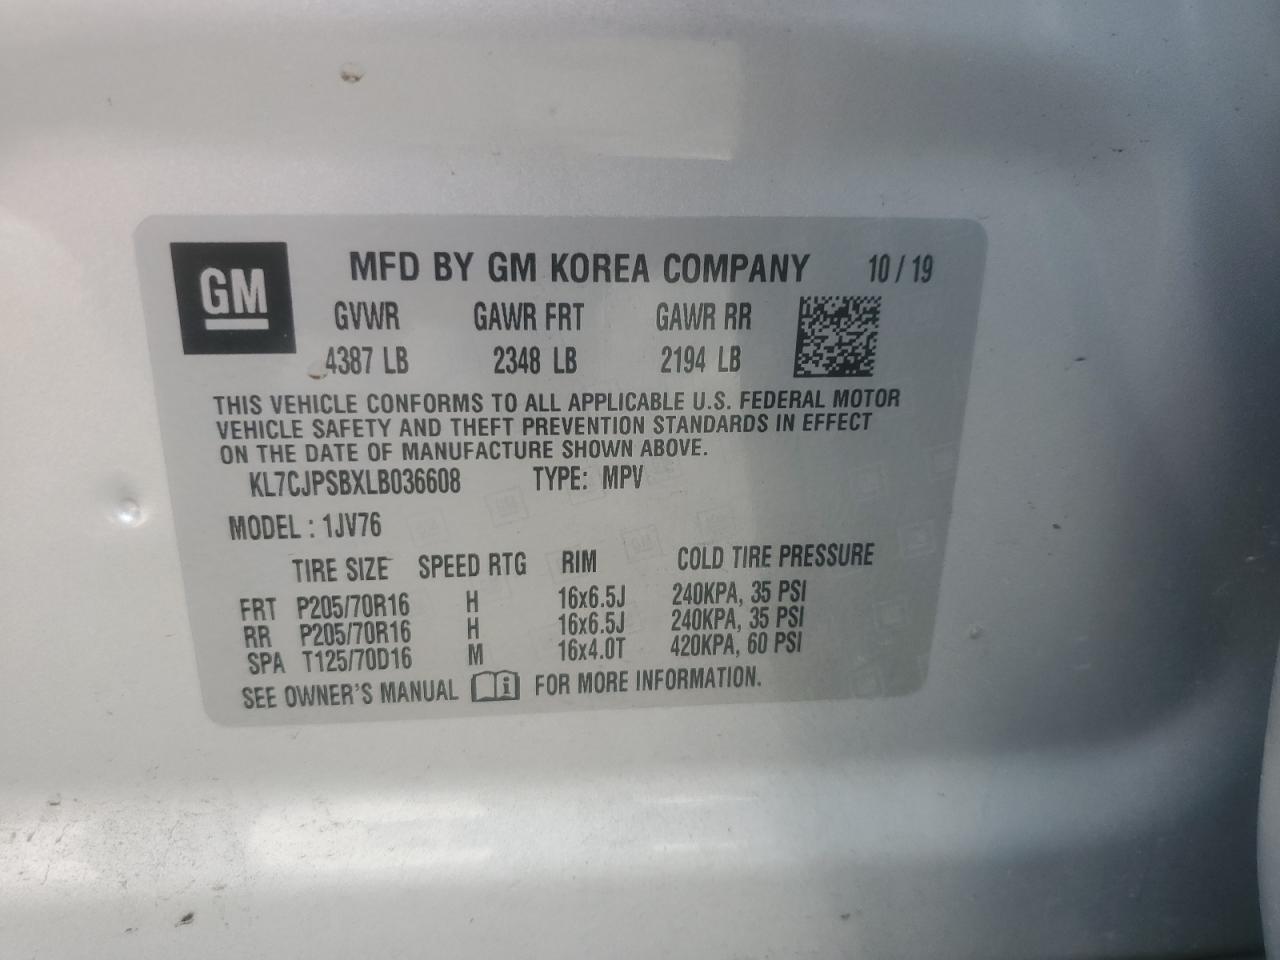 GM
MFD BY GM KOREA COMPANY 10 / 19
GVWR GAWR FRT GAWR RR
4387 LB 2348 LB 2194 LB
THIS VEHICLE CONFORMS TO ALL APPLICABLE U.S. FEDERAL MOTOR
VEHICLE SAFETY AND THEFT PREVENTION STANDARDS IN EFFECT
ON THE DATE OF MANUFACTURE SHOWN ABOVE.
KL7CJPSBXLB036608 TYPE: MPV
MODEL : 1JV76
TIRE SIZE SPEED RTG RIM COLD TIRE PRESSURE
FRT P205/70R16 H 16x6.5J 240KPA, 35 PSI
RR P205/70R16 H 16x6.5J 240KPA, 35 PSI
SPA T125/70D16 M 16x4.0T 420KPA, 60 PSI
SEE OWNER'S MANUAL i FOR MORE INFORMATION.